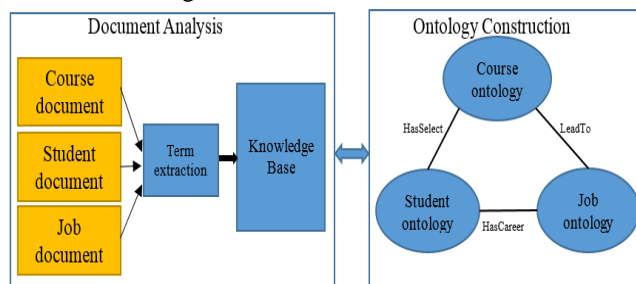 Document Analysis
Course
document
Student
document
Job
document
Term
extraction
Knowledge
Base
Ontology Construction
Course
ontology
HasSelect
LeadTo
Student
ontology
HasCareer
Job
ontology